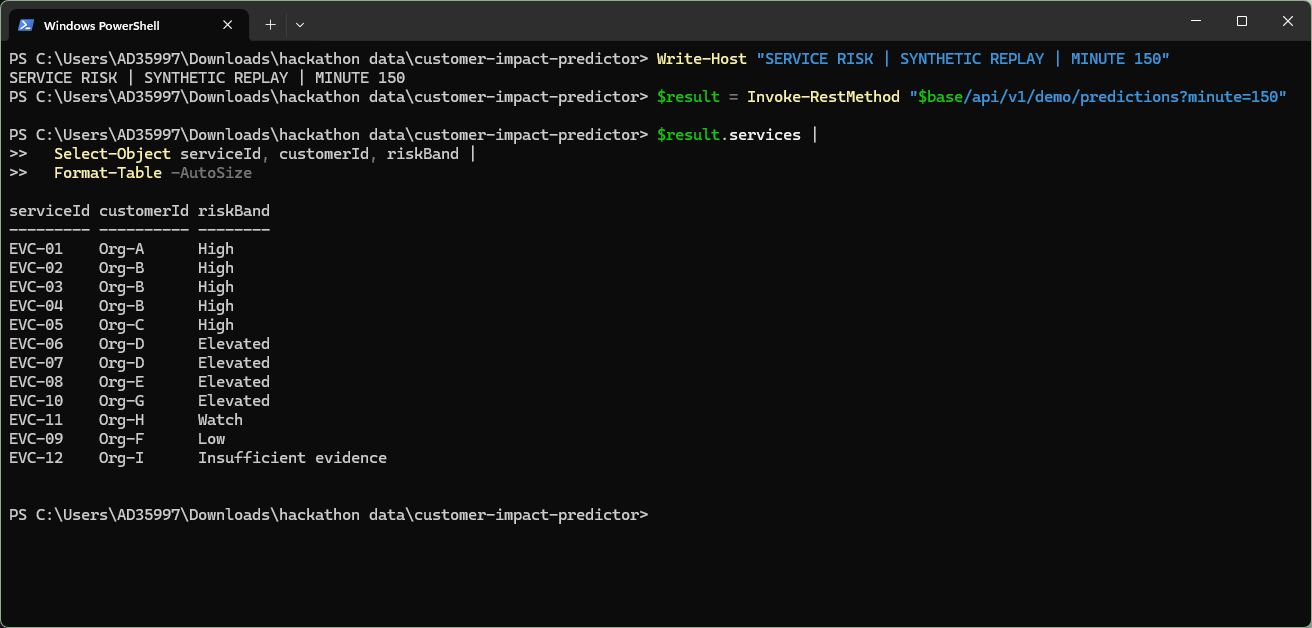 Windows PowerShell
PS C:\Users\AD35997\Downloads\hackathon data\customer-impact-predictor> Write-Host "SERVICE RISK | SYNTHETIC REPLAY | MINUTE 150"
SERVICE RISK | SYNTHETIC REPLAY | MINUTE 150
PS C:\Users\AD35997\Downloads\hackathon data\customer-impact-predictor> $result = Invoke-RestMethod "$base/api/v1/demo/predictions?minute=150"
PS C:\Users\AD35997\Downloads\hackathon data\customer-impact-predictor> $result.services |
>>   Select-Object serviceId, customerId, riskBand |
>>   Format-Table -AutoSize
serviceId customerId riskBand
--------- ---------- --------
EVC-01    Org-A      High
EVC-02    Org-B      High
EVC-03    Org-B      High
EVC-04    Org-B      High
EVC-05    Org-C      High
EVC-06    Org-D      Elevated
EVC-07    Org-D      Elevated
EVC-08    Org-E      Elevated
EVC-10    Org-G      Elevated
EVC-11    Org-H      Watch
EVC-09    Org-F      Low
EVC-12    Org-I      Insufficient evidence
PS C:\Users\AD35997\Downloads\hackathon data\customer-impact-predictor>